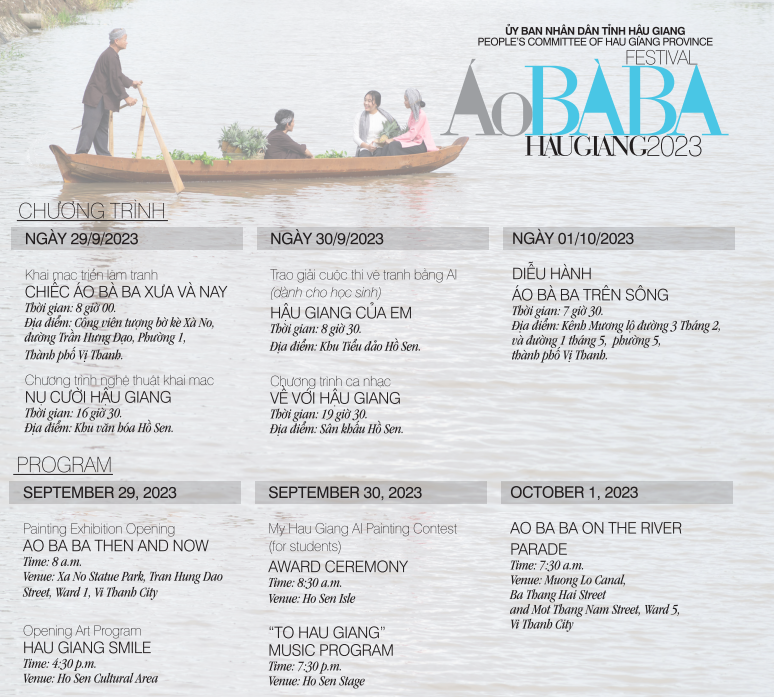 ỦY BAN NHÂN DÂN TỈNH HẬU GIANG
PEOPLE'S COMMITTEE OF HAU GIANG PROVINCE
FESTIVAL
Áo BÀ BA
HẬU GIANG 2023
CHƯƠNG TRÌNH
NGÀY 29/9/2023
Khai mạc triển lãm tranh
CHIẾC ÁO BÀ BA XƯA VÀ NAY
Thời gian: 8 giờ 00.
Địa điểm: Công viên tượng bờ kè Xà No,
đường Trần Hưng Đạo, Phường 1,
Thành phố Vị Thanh.
Chương trình nghệ thuật khai mạc
NỤ CƯỜI HẬU GIANG
Thời gian: 16 giờ 30.
Địa điểm: Khu văn hóa Hồ Sen.
NGÀY 30/9/2023
Trao giải cuộc thi vẽ tranh bằng AI
(dành cho học sinh)
HẬU GIANG CỦA EM
Thời gian: 8 giờ 30.
Địa điểm: Khu Tiểu đảo Hồ Sen.
Chương trình ca nhạc
VỀ VỚI HẬU GIANG
Thời gian: 19 giờ 30.
Địa điểm: Sân khấu Hồ Sen.
NGÀY 01/10/2023
DIỄU HÀNH
ÁO BÀ BA TRÊN SÔNG
Thời gian: 7 giờ 30.
Địa điểm: Kênh Mương lộ đường 3 Tháng 2,
và đường 1 tháng 5, phường 5,
thành phố Vị Thanh.
PROGRAM
SEPTEMBER 29, 2023
Painting Exhibition Opening
AO BA BA THEN AND NOW
Time: 8 a.m.
Venue: Xa No Statue Park, Tran Hung Dao
Street, Ward 1, Vi Thanh City
Opening Art Program
HAU GIANG SMILE
Time: 4:30 p.m.
Venue: Ho Sen Cultural Area
SEPTEMBER 30, 2023
My Hau Giang AI Painting Contest
(for students)
AWARD CEREMONY
Time: 8:30 a.m.
Venue: Ho Sen Isle
“TO HAU GIANG”
MUSIC PROGRAM
Time: 7:30 p.m.
Venue: Ho Sen Stage
OCTOBER 1, 2023
AO BA BA ON THE RIVER
PARADE
Time: 7:30 a.m.
Venue: Muong Lo Canal,
Ba Thang Hai Street
and Mot Thang Nam Street, Ward 5,
Vi Thanh City